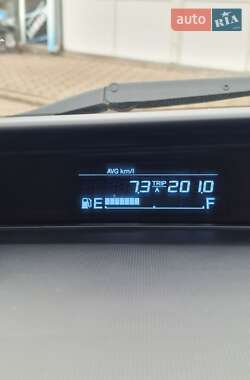 auto RIA
AVG km/l
7.3 TRIP A 201.0
E F